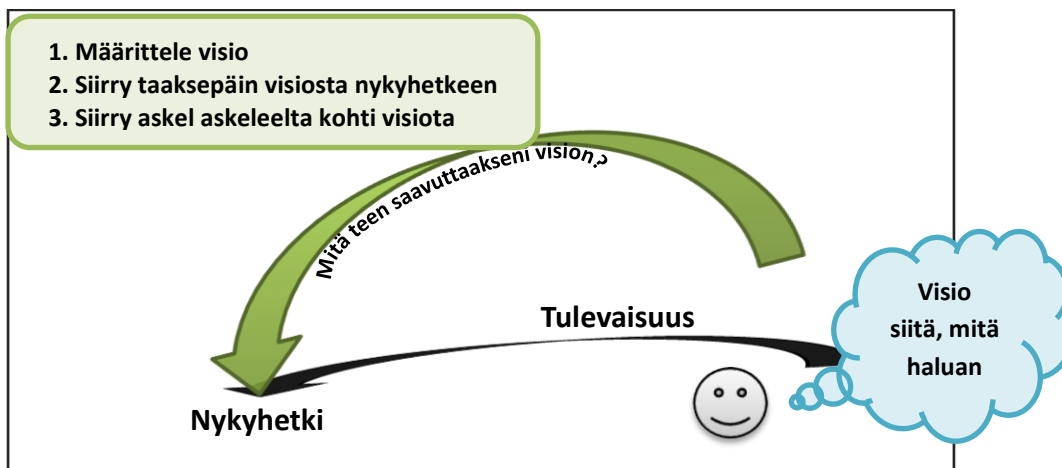 1. Määrittele visio
2. Siirry taaksepäin visiosta nykyhetkeen
3. Siirry askel askeleelta kohti visiota
Mitä teen saavuttaakseni vision?
Tulevaisuus
Visio
siitä, mitä
haluan
Nykyhetki